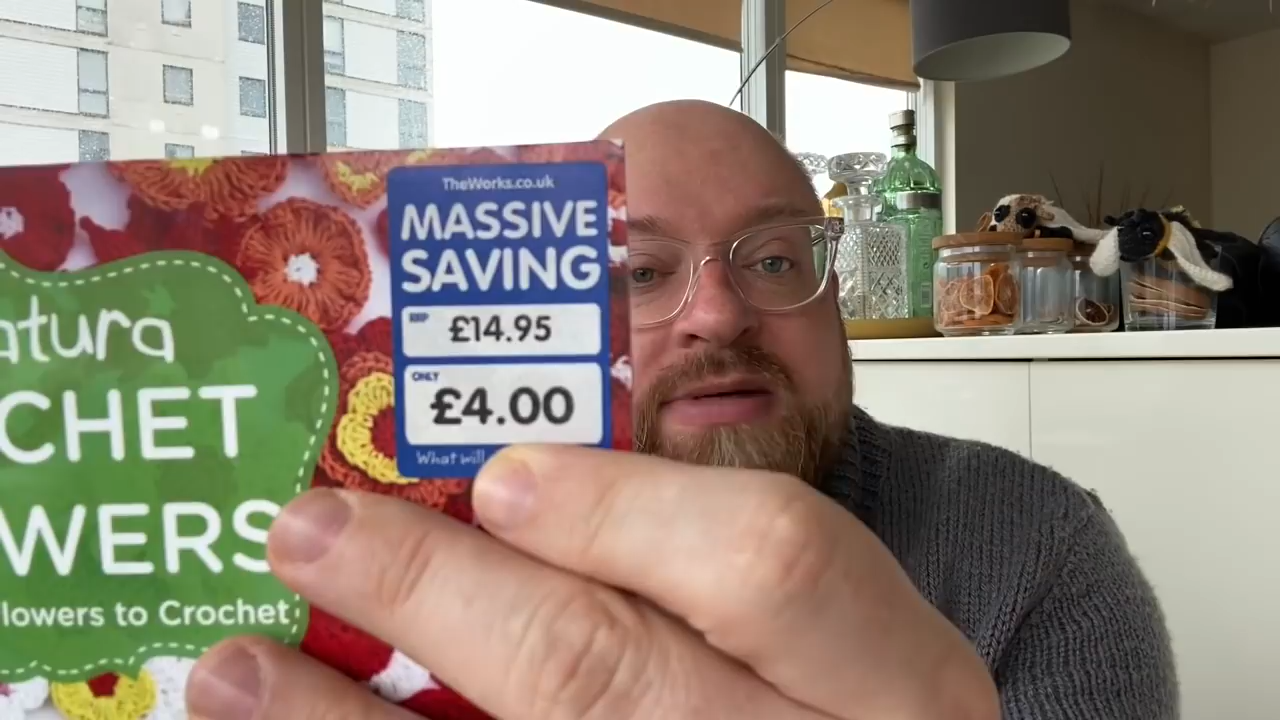 atura
CHET
WERS
lowers to Crochet
TheWorks.co.uk
MASSIVE
SAVING
RRP
£14.95
ONLY
£4.00
What will